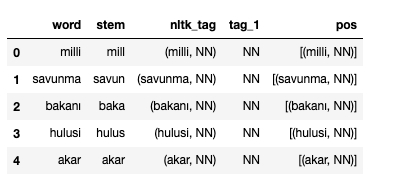 word stem nltk_tag tag_1 pos
0 milli mill (milli, NN) NN [(milli, NN)]
1 savunma savun (savunma, NN) NN [(savunma, NN)]
2 bakanı baka (bakanı, NN) NN [(bakanı, NN)]
3 hulusi hulus (hulusi, NN) NN [(hulusi, NN)]
4 akar akar (akar, NN) NN [(akar, NN)]